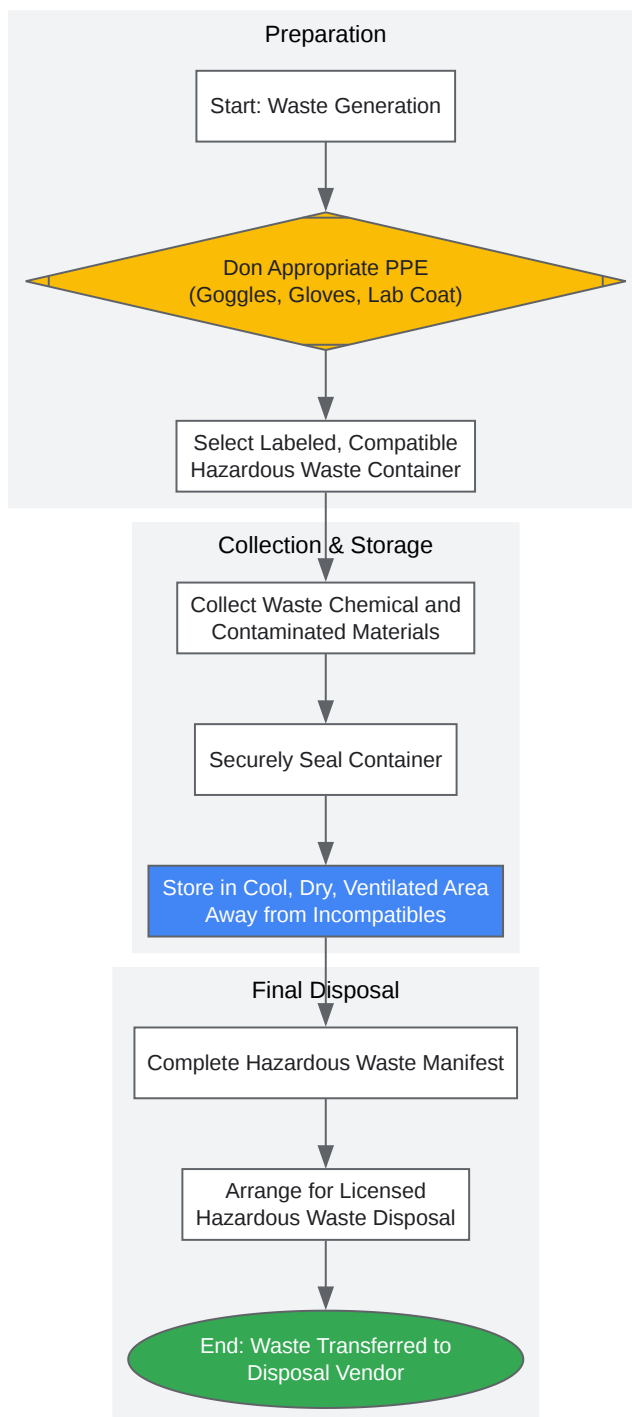 Preparation
Start: Waste Generation
Don Appropriate PPE
(Goggles, Gloves, Lab Coat)
Select Labeled, Compatible
Hazardous Waste Container
Collection & Storage
Collect Waste Chemical and
Contaminated Materials
Securely Seal Container
Store in Cool, Dry, Ventilated Area
Away from Incompatibles
Final Disposal
Complete Hazardous Waste Manifest
Arrange for Licensed
Hazardous Waste Disposal
End: Waste Transferred to
Disposal Vendor